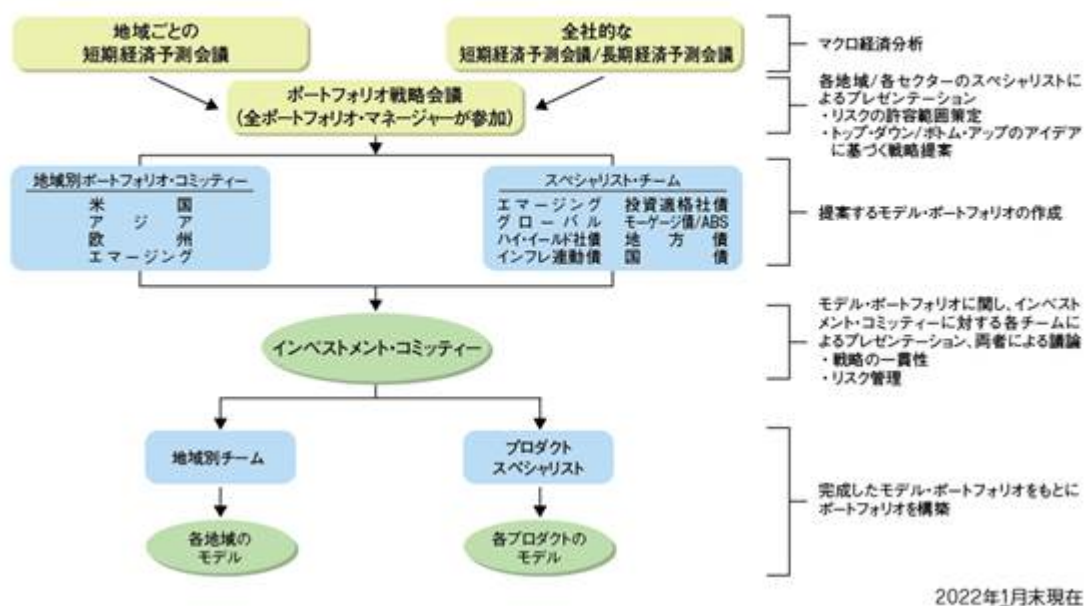 地域ごとの
短期経済予測会議
全社的な
短期経済予測会議/長期経済予測会議
マクロ経済分析
ポートフォリオ戦略会議
(全ポートフォリオ・マネージャーが参加)
各地域/各セクターのスペシャリスト
によるプレゼンテーション
・リスクの許容範囲策定
・トップ・ダウン/ボトム・アップのアイデア
に基づく戦略提案
地域別ポートフォリオ・コミッティー
米国
アジア
欧州
エマージング
スペシャリスト・チーム
エマージング 投資適格社債
グローバル モーゲージ債/ABS
ハイ・イールド社債 地方債
インフレ連動債 国債
提案するモデル・ポートフォリオの作成
インベストメント・コミッティー
モデル・ポートフォリオに関し、インベスト
メント・コミッティーに対する各チームに
よるプレゼンテーション、両者による議論
・戦略の一貫性
・リスク管理
地域別チーム
プロダクト
スペシャリスト
各地域の
モデル
各プロダクトの
モデル
完成したモデル・ポートフォリオをもとに
ポートフォリオを構築
2022年1月末現在